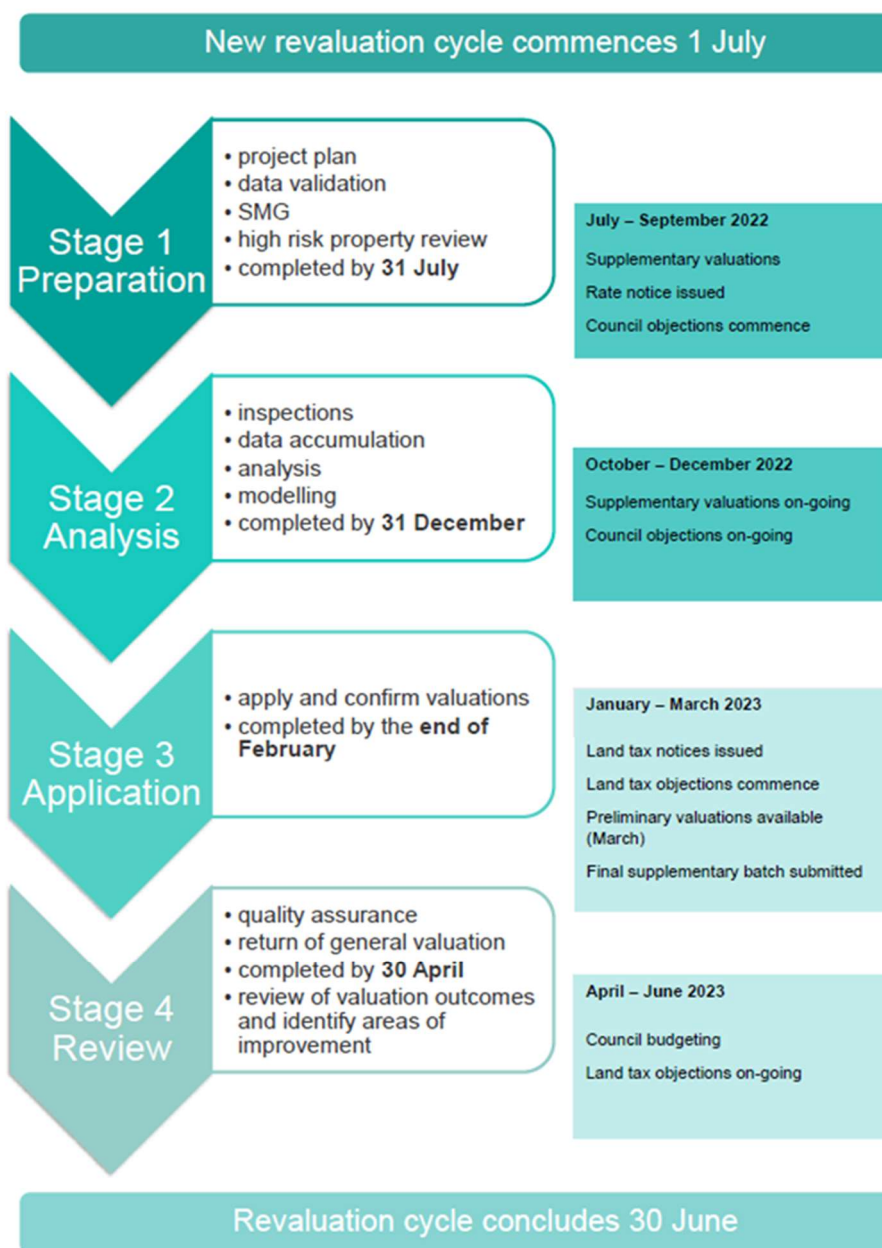 New revaluation cycle commences 1 July
Stage 1
Preparation
• project plan
• data validation
• SMG
• high risk property review
• completed by 31 July
July – September 2022
Supplementary valuations
Rate notice issued
Council objections commence
Stage 2
Analysis
• inspections
• data accumulation
• analysis
• modelling
• completed by 31 December
October – December 2022
Supplementary valuations on-going
Council objections on-going
Stage 3
Application
• apply and confirm valuations
• completed by the end of
February
January – March 2023
Land tax notices issued
Land tax objections commence
Preliminary valuations available
(March)
Final supplementary batch submitted
Stage 4
Review
• quality assurance
• return of general valuation
• completed by 30 April
• review of valuation outcomes
and identify areas of
improvement
April – June 2023
Council budgeting
Land tax objections on-going
Revaluation cycle concludes 30 June